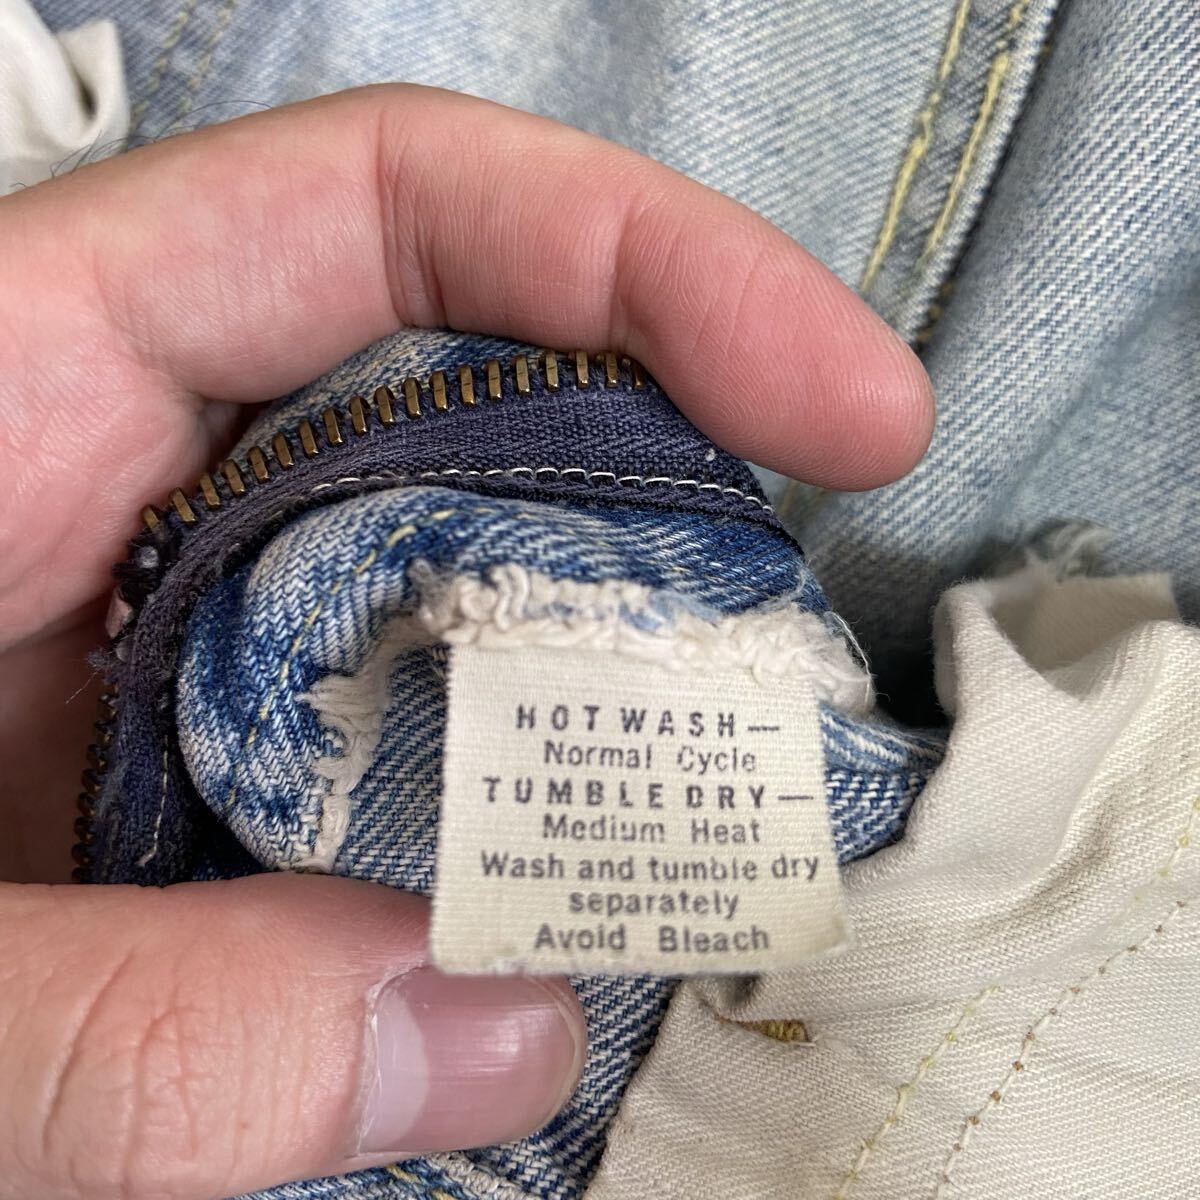 HOT WASH—
Normal Cycle
TUMBLE DRY—
Medium Heat
Wash and tumble dry
separately
Avoid Bleach